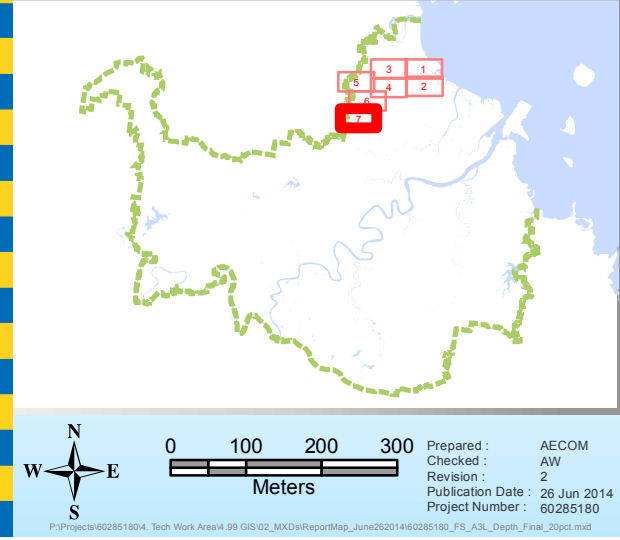 3 1
5 4 2
6
7
N
W E
S
0 100 200 300
Meters
Prepared : AECOM
Checked : AW
Revision : 2
Publication Date : 26 Jun 2014
Project Number : 60285180
P:\Projects\60285180\4. Tech Work Area\4.99 GIS\02_MXDs\ReportMap_June262014\60285180_FS_A3L_Depth_Final_20pct.mxd